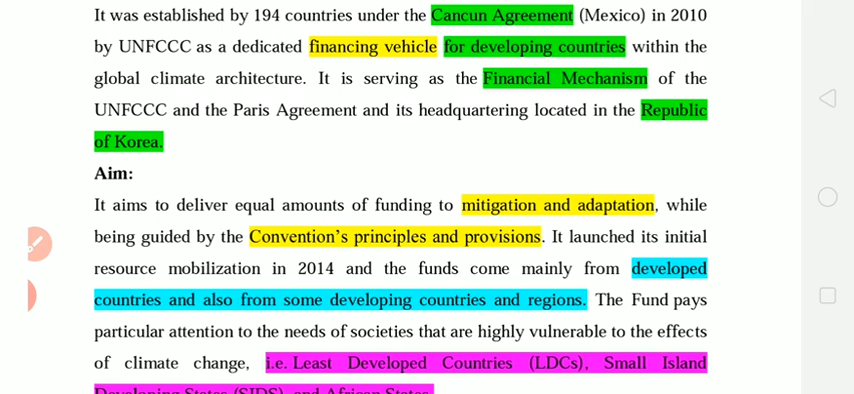 It was established by 194 countries under the Cancun Agreement (Mexico) in 2010
by UNFCCC as a dedicated financing vehicle for developing countries within the
global climate architecture. It is serving as the Financial Mechanism of the
UNFCCC and the Paris Agreement and its headquartering located in the Republic
of Korea.
Aim:
It aims to deliver equal amounts of funding to mitigation and adaptation, while
being guided by the Convention’s principles and provisions. It launched its initial
resource mobilization in 2014 and the funds come mainly from developed
countries and also from some developing countries and regions. The Fund pays
particular attention to the needs of societies that are highly vulnerable to the effects
of climate change, i.e. Least Developed Countries (LDCs), Small Island
Developing States (SIDS), and African States.